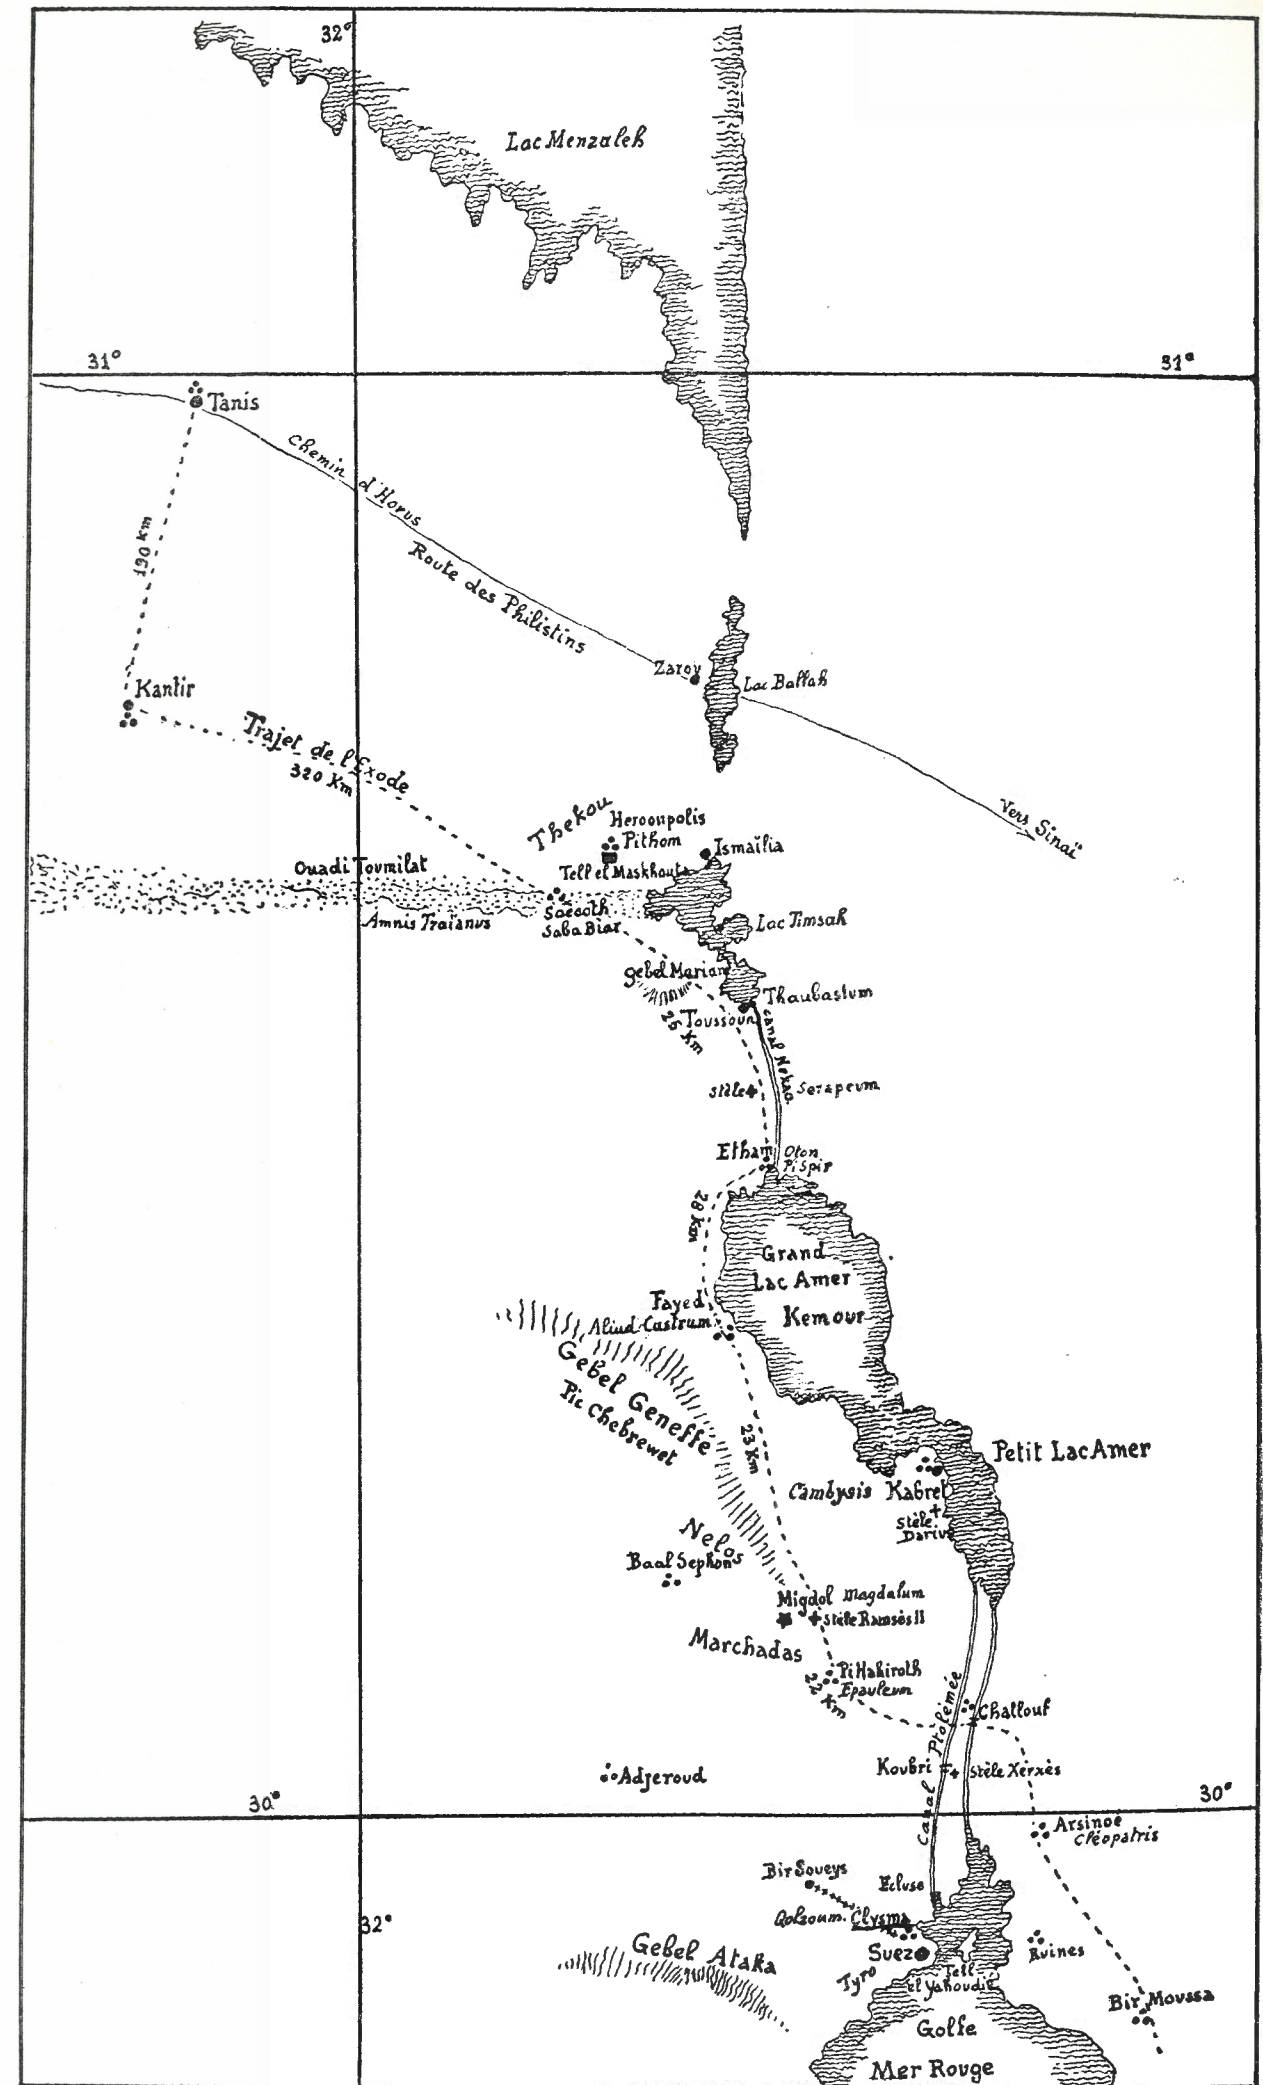 32°
Lac Menzaleh
31°
31°
Tanis
Chemin d'Horus
Route des Philistins
190 Km
Zarou
Lac Ballah
Kantir
Trajet de l'Exode
320 Km
Vers Sinaï
Thekou
Herooupolis
Pithom
Ismaïlia
Tell el Maskhouta
Ouadi Toumilat
Amnis Traïanus
Soccoth
Saba Biar
Lac Timsah
Gebel Mariam
Thaubastum
Toussoun
25 Km
Canal Nekao
Stèle
Serapeum
Etham
Oton
Pi Spir
28 Km
Grand
Lac Amer
Kemour
Fayed
Aliud Castrum
Gebel Geneffe
Pic Chebrewet
23 Km
Petit Lac Amer
Cambysis
Kabret
Stèle
Darius
Nelos
Baal Sephon
Migdol Magdalum
Stèle Ramsès II
Marchadas
Pi Hahiroth
Epauleum
22 Km
Challouf
Canal Ptolémée
Koubri
Stèle Xerxès
Adjeroud
30°
30°
Arsinoé
Cléopatris
Bir Soueys
Ecluse
Qolzoum. Clysma
32°
Suez
Ruines
Gebel Ataka
Tyro
Tell
el Yahoudié
Bir Moussa
Golfe
Mer Rouge